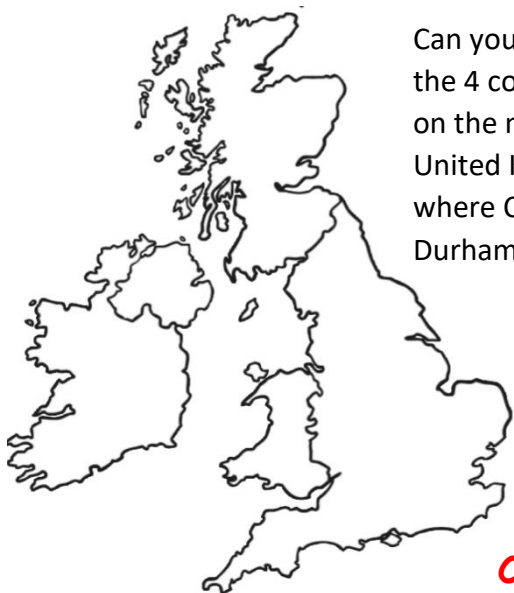 Can you
the 4 co
on the
United
where
Durham